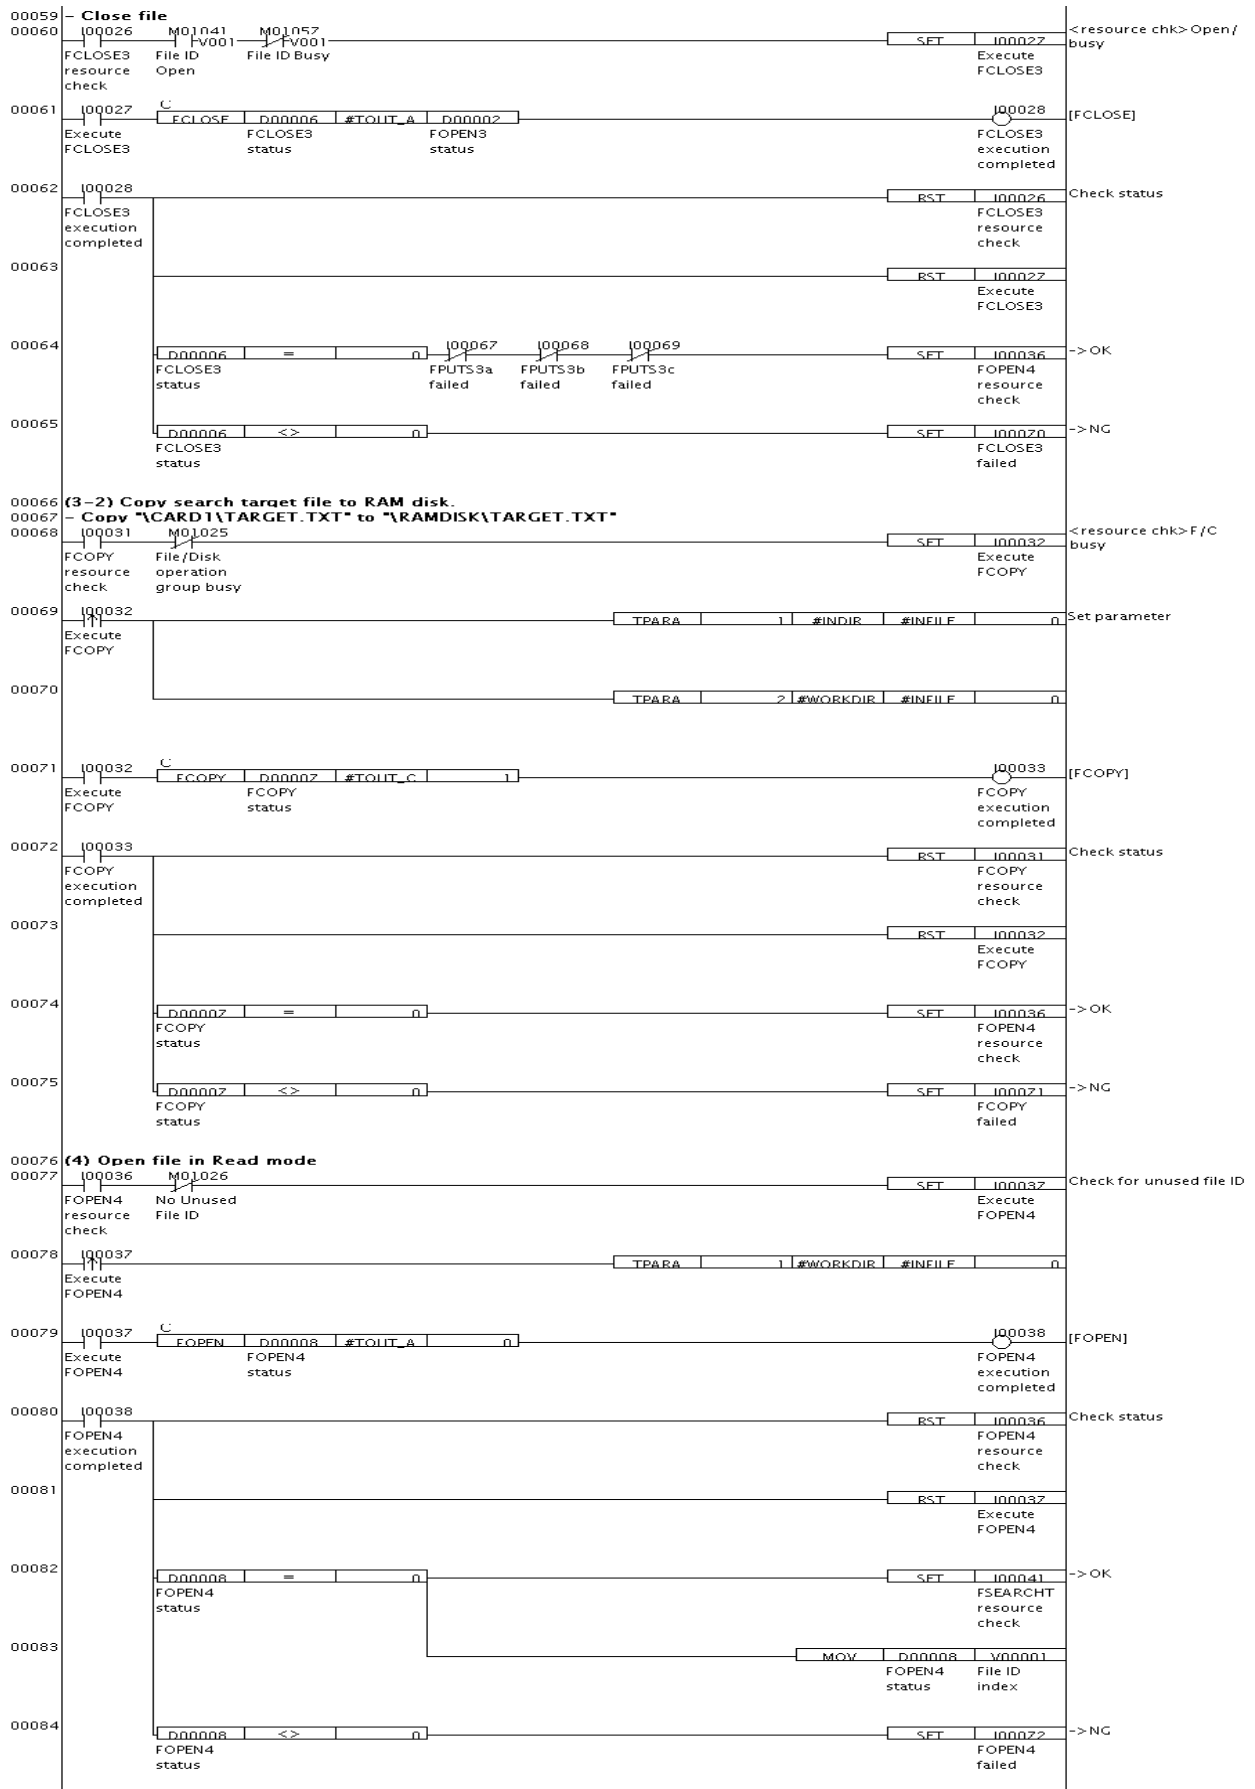 00059 - Close file
00060 I00026 M01041 V001 M01057 V001 SET I00027 <resource chk>Open/
FCLOSE3 File ID File ID Busy Execute busy
resource Open FCLOSE3
check
00061 I00027 C FCLOSE D00006 #TOUT_A D00002 I00028 [FCLOSE]
Execute FCLOSE3 FOPEN3 FCLOSE3
FCLOSE3 status status execution
completed
00062 I00028 RST I00026 Check status
FCLOSE3 FCLOSE3
execution resource
completed check
00063 RST I00027
Execute
FCLOSE3
00064 D00006 = 0 I00067 I00068 I00069 SET I00036 ->OK
FCLOSE3 FPUTS3a FPUTS3b FPUTS3c FOPEN4
status failed failed failed resource
check
00065 D00006 <> 0 SET I00070 ->NG
FCLOSE3 FCLOSE3
status failed
00066 (3-2) Copy search target file to RAM disk.
00067 - Copy "\CARD1\TARGET.TXT" to "\RAMDISK\TARGET.TXT"
00068 I00031 M01025 SET I00032 <resource chk>F/C
FCOPY File/Disk Execute busy
resource operation FCOPY
check group busy
00069 I00032 TPARA 1 #INDIR #INFILE 0 Set parameter
Execute
FCOPY
00070 TPARA 2 #WORKDIR #INFILE 0
00071 I00032 C FCOPY D00007 #TOUT_C 1 I00033 [FCOPY]
Execute FCOPY FCOPY
FCOPY status execution
completed
00072 I00033 RST I00031 Check status
FCOPY FCOPY
execution resource
completed check
00073 RST I00032
Execute
FCOPY
00074 D00007 = 0 SET I00036 ->OK
FCOPY FOPEN4
status resource
check
00075 D00007 <> 0 SET I00071 ->NG
FCOPY FCOPY
status failed
00076 (4) Open file in Read mode
00077 I00036 M01026 SET I00037 Check for unused file ID
FOPEN4 No Unused Execute
resource File ID FOPEN4
check
00078 I00037 TPARA 1 #WORKDIR #INFILE 0
Execute
FOPEN4
00079 I00037 C FOPEN D00008 #TOUT_A 0 I00038 [FOPEN]
Execute FOPEN4 FOPEN4
FOPEN4 status execution
completed
00080 I00038 RST I00036 Check status
FOPEN4 FOPEN4
execution resource
completed check
00081 RST I00037
Execute
FOPEN4
00082 D00008 = 0 SET I00041 ->OK
FOPEN4 FSEARCHT
status resource
check
00083 MOV D00008 V00001
FOPEN4 File ID
status index
00084 D00008 <> 0 SET I00072 ->NG
FOPEN4 FOPEN4
status failed